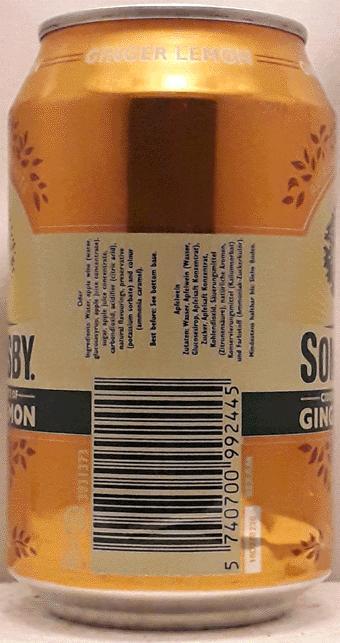 GINGER LEMON
Cider
Ingredients: Water, apple wine (water,
glucosesyrup, apple juice concentrate),
sugar, apple juice concentrate,
carbondioxid, acidifier (citric acid),
natural flavourings, preservative
(potassium sorbate) and colour
(ammonia caramel).
Best before: See bottom base.
Apfelwein
Zutaten: Wasser, Apfelwein (Wasser,
Glucosesirup, Apfelsaft Konzentrat),
Zucker, Apfelsaft Konzentrat,
Kohlendioxid, Säuerungsmittel
(Zitronensäure), natürliche Aromen,
Konservierungsmittel (Kaliumsorbat)
und Farbstoff (Ammoniak-Zuckerkulör).
Mindestens haltbar bis: Siehe Boden.
SBY.
MON
SO
GING
5 740700 992445